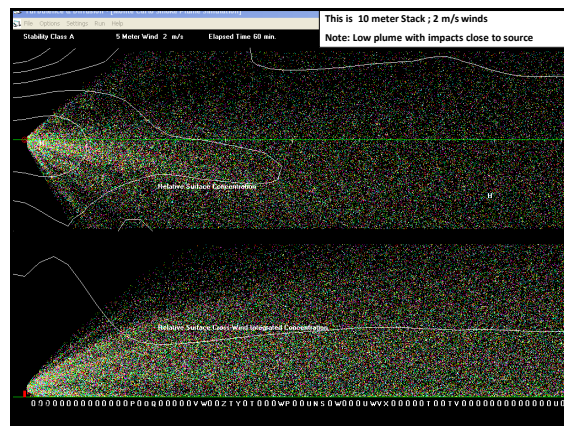 This is 10 meter Stack ; 2 m/s winds
Note: Low plume with impacts close to source
File Options Settings Run Help
Stability Class A 5 Meter Wind 2 m/s Elapsed Time 60 min.
H
Relative Surface Concentration
H
Relative Surface Cross-Wind Integrated Concentration